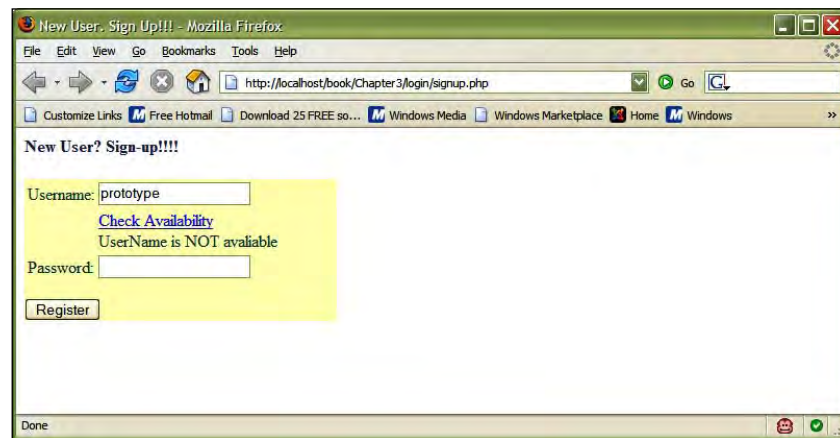 New User. Sign Up!!! - Mozilla Firefox
File Edit View Go Bookmarks Tools Help
http://localhost/book/Chapter3/login/signup.php Go G
Customize Links Free Hotmail Download 25 FREE so... Windows Media Windows Marketplace Home Windows »
New User? Sign-up!!!!
Username: prototype
Check Availability
UserName is NOT avaliable
Password:
Register
Done